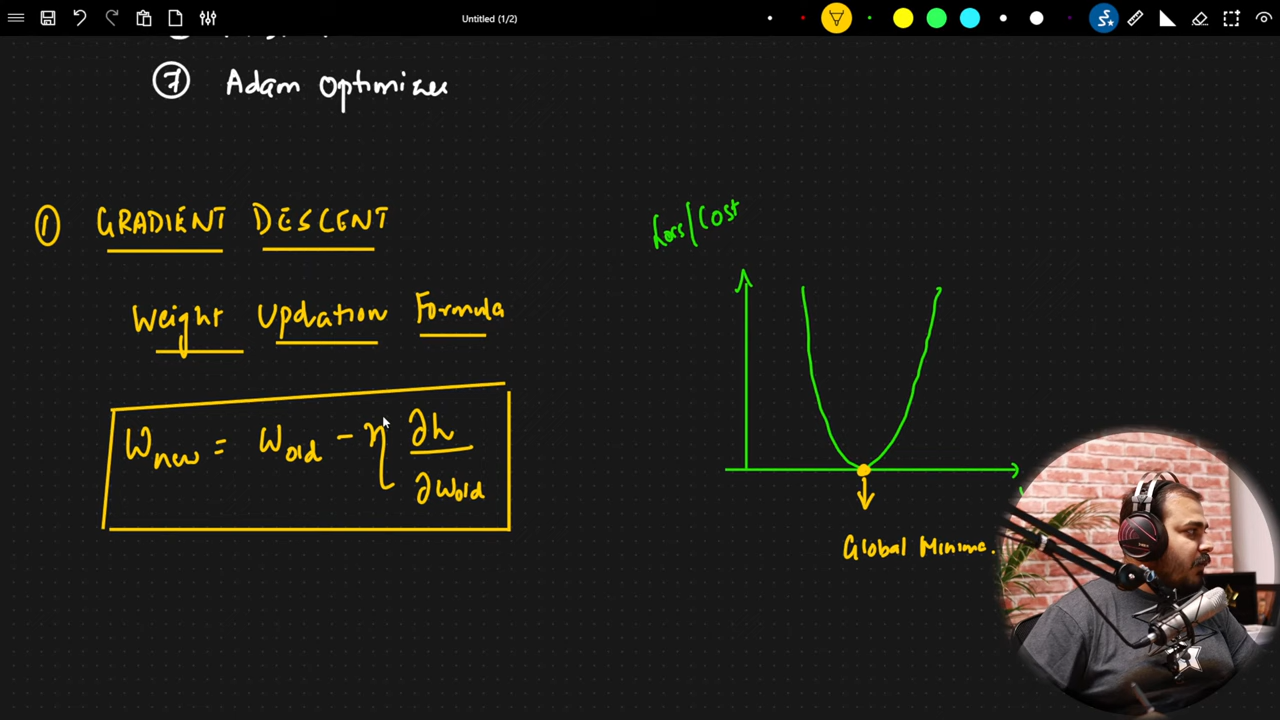 Untitled (1/2)
⑦ Adam Optimizer
① GRADIENT DESCENT
Loss/Cost
Weight Updation Formula
Wnew = Wold - η ∂L
∂Wold
Global Minima.